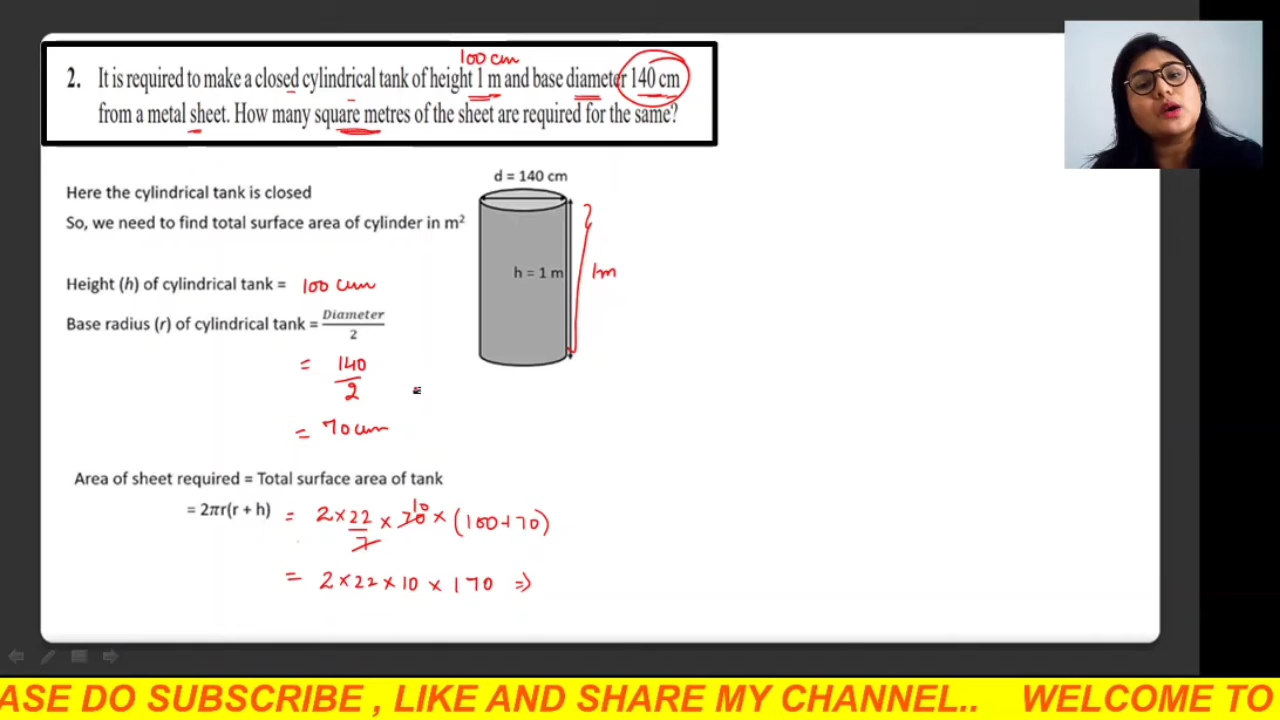 100 cm
2. It is required to make a closed cylindrical tank of height 1 m and base diameter 140 cm
from a metal sheet. How many square metres of the sheet are required for the same?
d = 140 cm
Here the cylindrical tank is closed
So, we need to find total surface area of cylinder in m²
h = 1 m
1m
Height (h) of cylindrical tank = 100 cm
Base radius (r) of cylindrical tank = Diameter/2
= 140/2
= 70 cm
Area of sheet required = Total surface area of tank
= 2πr(r + h) = 2 × 22/7 × 70 10 × (100+70)
= 2 × 22 × 10 × 170 ⇒
ASE DO SUBSCRIBE , LIKE AND SHARE MY CHANNEL.. WELCOME TO